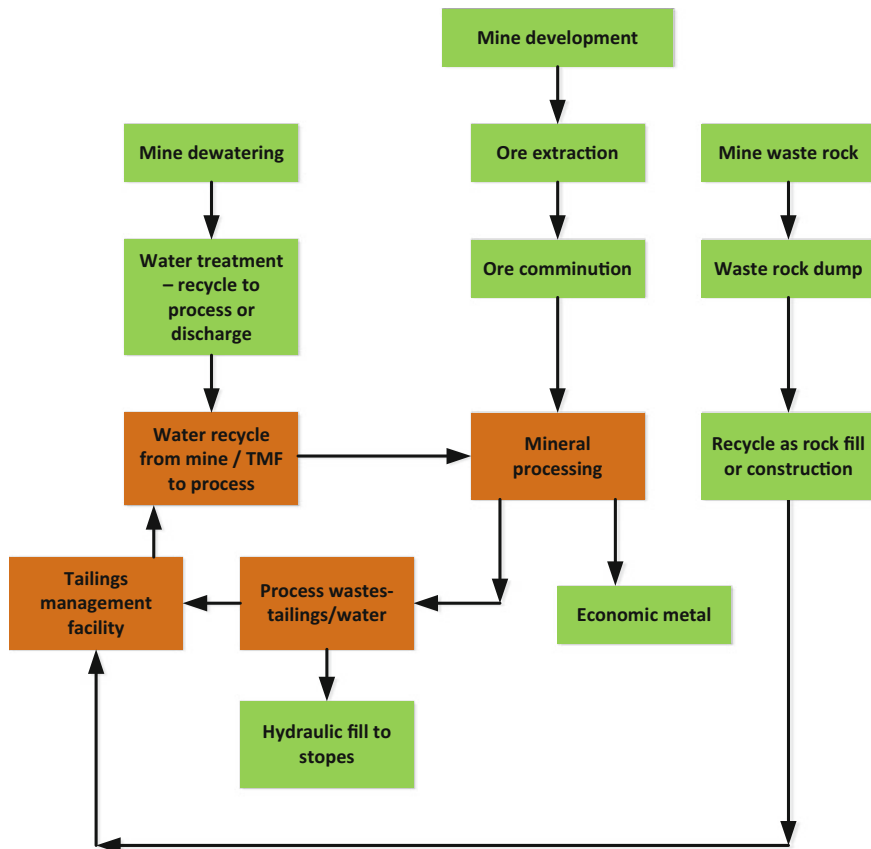 Mine development
Mine dewatering
Ore extraction
Mine waste rock
Water treatment
– recycle to
process or
discharge
Ore comminution
Waste rock dump
Water recycle
from mine / TMF
to process
Mineral
processing
Recycle as rock fill
or construction
Tailings
management
facility
Process wastes-
tailings/water
Economic metal
Hydraulic fill to
stopes